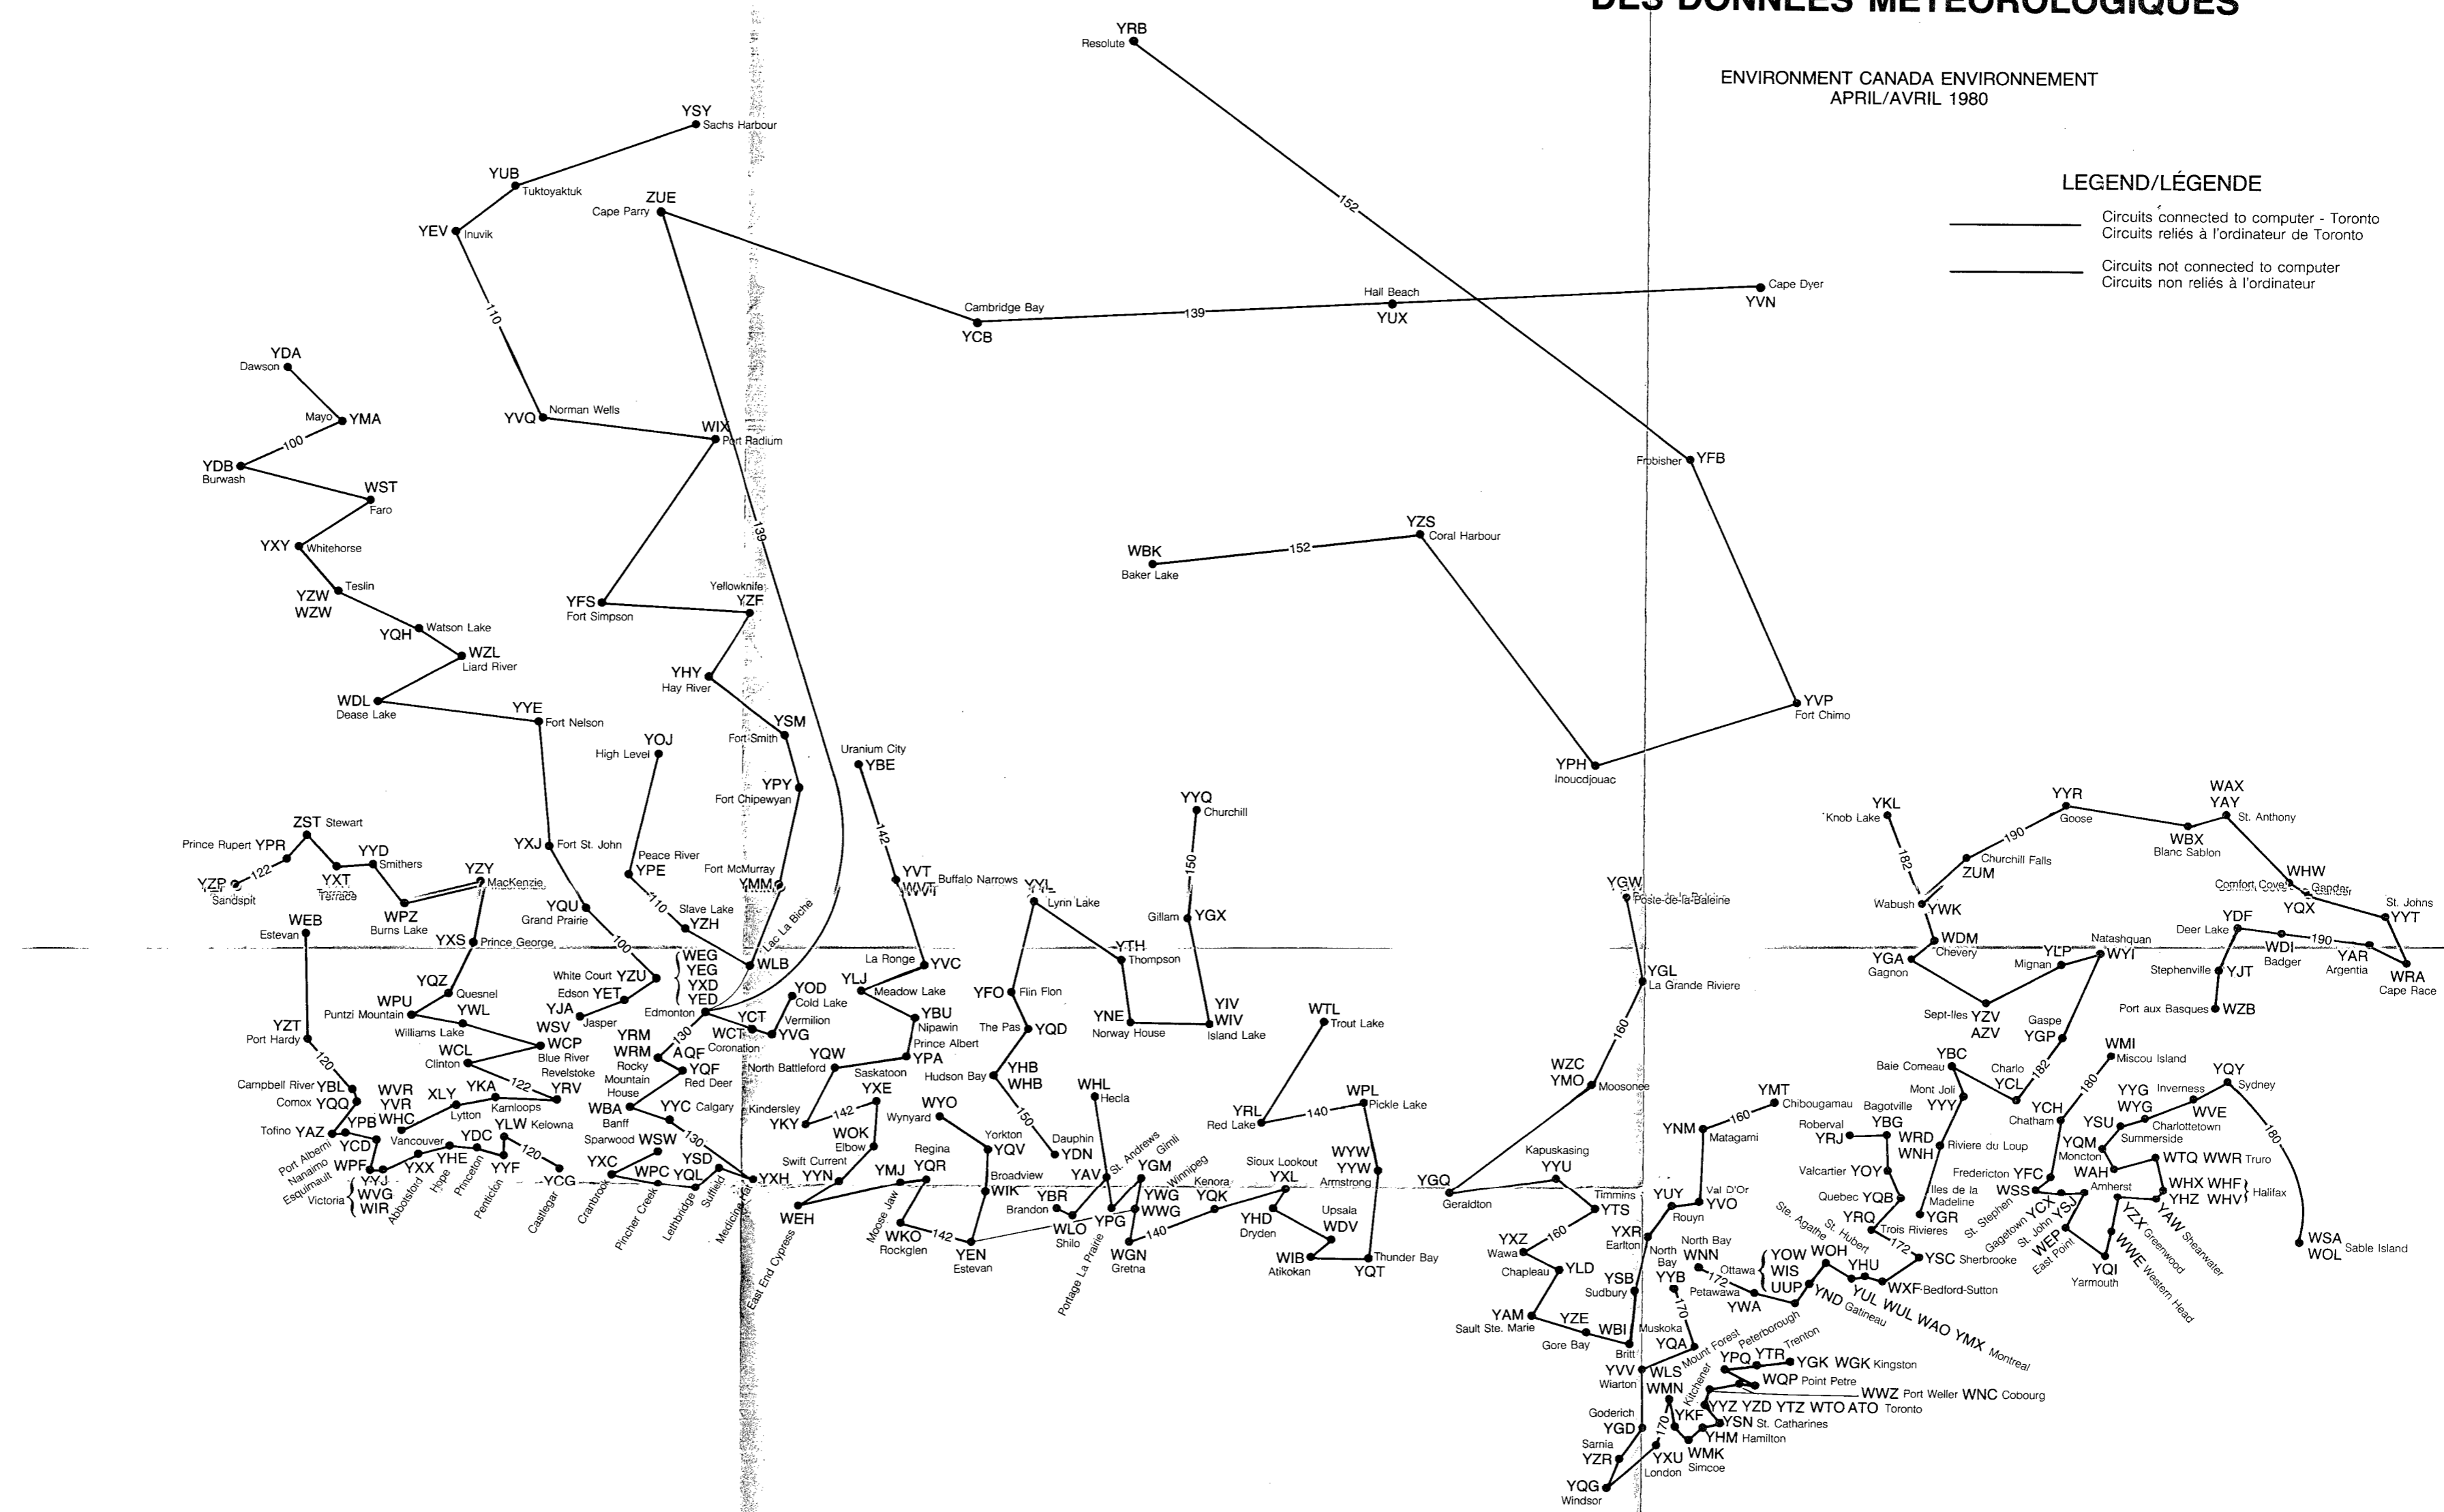 DES DONNÉES MÉTÉOROLOGIQUES
ENVIRONMENT CANADA ENVIRONNEMENT
APRIL/AVRIL 1980
LEGEND/LÉGENDE
Circuits connected to computer - Toronto
Circuits reliés à l'ordinateur de Toronto
Circuits not connected to computer
Circuits non reliés à l'ordinateur
YRB
Resolute
152
YSY
Sachs Harbour
YUB
Tuktoyaktuk
ZUE
Cape Parry
YEV Inuvik
110
Cambridge Bay
YCB
139
Hall Beach
YUX
Cape Dyer
YVN
YDA
Dawson
Mayo YMA
100
YDB
Burwash
WST
Faro
YXY Whitehorse
Teslin
YZW
WZW
YQH Watson Lake
WZL
Liard River
WDL
Dease Lake
YYE
Fort Nelson
YVQ Norman Wells
WIX
Port Radium
139
YFS
Fort Simpson
Yellowknife
YZF
YHY
Hay River
YSM
Fort Smith
YPY
Fort Chipewyan
Frobisher YFB
YZS
Coral Harbour
152
WBK
Baker Lake
YVP
Fort Chimo
YPH
Inoucdjouac
YOJ
High Level
Peace River
YPE
110
Slave Lake
YZH
Fort McMurray
YMM
Lac La Biche
WLB
Uranium City
YBE
142
YVT
WVT
Buffalo Narrows
La Ronge YVC
YLJ
Meadow Lake
YBU
Nipawin
Prince Albert
YPA
YQW
North Battleford
Saskatoon
YXE
Kindersley
YKY
142
WOK
Elbow
Swift Current
YYN
WEH
East End Cypress
YMJ
Moose Jaw
Regina
YQR
WKO
Rockglen
142
YEN
Estevan
WYO
Wynyard
Yorkton
YQV
Broadview
WIK
YXJ Fort St. John
YQU
Grand Prairie
100
White Court YZU
Edson YET
YJA
Jasper
WEG
YEG
YXD
YED
Edmonton
YOD
Cold Lake
YCT
WCT
Coronation
Vermilion
YVG
130
YRM
WRM
Rocky
Mountain
House
AQF
YQF
Red Deer
WBA
Banff
YYC Calgary
130
Sparwood WSW
YXC
Cranbrook
WPC
Pincher Creek
YQL
Lethbridge
YSD
Suffield
YXH
Medicine Hat
ZST Stewart
Prince Rupert YPR
122
YZP
Sandspit
YXT
Terrace
YYD
Smithers
WPZ
Burns Lake
YZY
MacKenzie
YXS Prince George
YQZ
Quesnel
WPU
Puntzi Mountain
YWL
Williams Lake
WSV
WCP
Blue River
WCL
Clinton
Revelstoke
YRV
122
YKA
Kamloops
XLY
Lytton
WVR
YVR
WHC
Vancouver
WEB
Estevan
YZT
Port Hardy
120
Campbell River YBL
Comox YQQ
Tofino YAZ
YPB
Port Alberni
YCD
Nanaimo
WPF
Esquimault
YYJ
WVG
WIR
Victoria
YXX
Abbotsford
YHE
Hope
YDC
Princeton
YYF
Penticton
YLW Kelowna
120
YCG
Castlegar
YYL
Lynn Lake
YTH
Thompson
YFO Flin Flon
The Pas YQD
YHB
WHB
Hudson Bay
150
Dauphin
YDN
YNE
Norway House
YIV
WIV
Island Lake
YYQ
Churchill
150
Gillam YGX
WHL
Hecla
YAV
St. Andrews
YGM
Gimli
YWG
WWG
Winnipeg
YBR
Brandon
WLO
Shilo
YPG
Portage La Prairie
WGN
Gretna
140
Kenora
YQK
Sioux Lookout
YXL
YHD
Dryden
Upsala
WDV
WIB
Atikokan
Thunder Bay
YQT
WTL
Trout Lake
YRL
Red Lake
140
WPL
Pickle Lake
WYW
YYW
Armstrong
YGW
Poste-de-la-Baleine
YGL
La Grande Riviere
160
WZC
YMO Moosonee
YGQ
Geraldton
Kapuskasing
YYU
Timmins
YTS
160
YXZ
Wawa
Chapleau YLD
YAM
Sault Ste. Marie
YZE
Gore Bay
WBI
Britt
YSB
Sudbury
YXR
Earlton
YUY
Rouyn
Val D'Or
YVO
YNM
Matagami
160
YMT
Chibougamau
North Bay
WNN
North
Bay
YYB
170
Muskoka
YQA
YVV
Wiarton
WLS
Mount Forest
WMN
Goderich
YGD
Sarnia
YZR
YQG
Windsor
YXU
London
170
YKF
Kitchener
WMK
Simcoe
YHM Hamilton
YSN St. Catharines
YYZ YZD YTZ WTO ATO Toronto
WWZ Port Weller WNC Cobourg
WQP Point Petre
YPQ
Peterborough
YTR
Trenton
YGK WGK Kingston
172
Petawawa
YWA
Ottawa
YOW
WIS
UUP
YND Gatineau
WOH
YHU
St. Hubert
Ste. Agathe
YUL WUL WAO YMX Montreal
WXF Bedford-Sutton
YSC Sherbrooke
172
YRQ
Trois Rivieres
Quebec YQB
Valcartier YOY
Bagotville
YBG
Roberval
YRJ
YKL
Knob Lake
182
Wabush YWK
190
Churchill Falls
ZUM
YYR
Goose
WBX
Blanc Sablon
WAX
YAY
St. Anthony
WHW
Comfort Cove
Gander
YQX
St. Johns
YYT
WRA
Cape Race
YAR
Argentia
190
WDI
Badger
YDF
Deer Lake
Stephenville YJT
Port aux Basques WZB
WDM
Chevery
YGA
Gagnon
Sept-Iles YZV
AZV
YLP
Mignan
Natashquan
WYI
Gaspe
YGP
182
Charlo
YCL
YBC
Baie Comeau
Mont Joli
YYY
WRD
WNH
Riviere du Loup
Iles de la
Madeline
YGR
WMI
Miscou Island
180
YCH
Chatham
Fredericton YFC
WSS
St. Stephen
YCX
Gagetown
YSJ
St. John
WEP
East Point
YQI
Yarmouth
WWE Western Head
YZX Greenwood
YAW Shearwater
WHX WHF
YHZ WHV
Halifax
WTQ WWR Truro
WAH
Amherst
YQM
Moncton
YSU
Summerside
YYG
WYG
Charlottetown
Inverness
WVE
YQY
Sydney
180
WSA
WOL
Sable Island